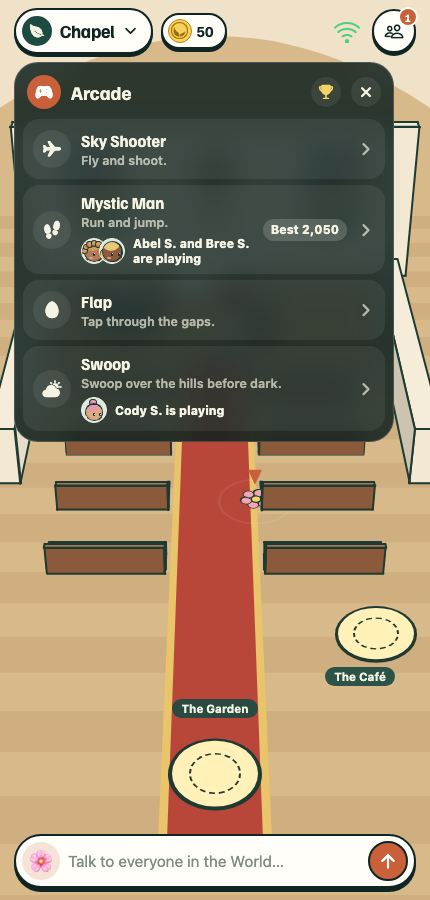 Chapel
50
1
Arcade
Sky Shooter
Fly and shoot.
Mystic Man
Run and jump.
Abel S. and Bree S.
are playing
Best 2,050
Flap
Tap through the gaps.
Swoop
Swoop over the hills before dark.
Cody S. is playing
The Café
The Garden
Talk to everyone in the World...